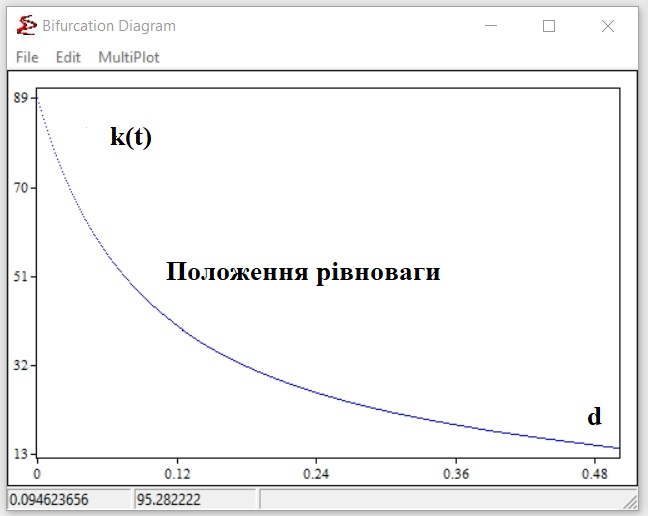 Bifurcation Diagram
File Edit MultiPlot
89
k(t)
70
Положення рівноваги
51
32
d
13
0 0.12 0.24 0.36 0.48
0.094623656 95.282222